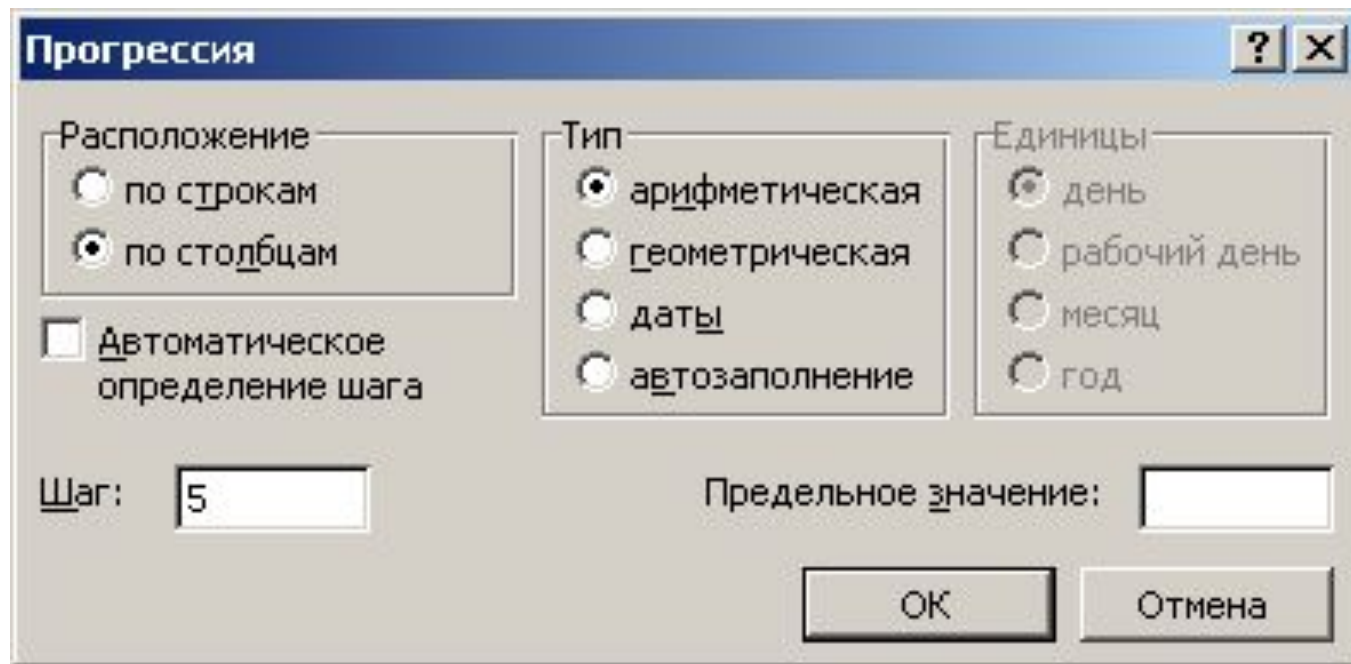 Прогрессия
Расположение
по строкам
по столбцам
Автоматическое
определение шага
Тип
арифметическая
геометрическая
даты
автозаполнение
Единицы
день
рабочий день
месяц
год
Шаг:
5
Предельное значение:
OK
Отмена